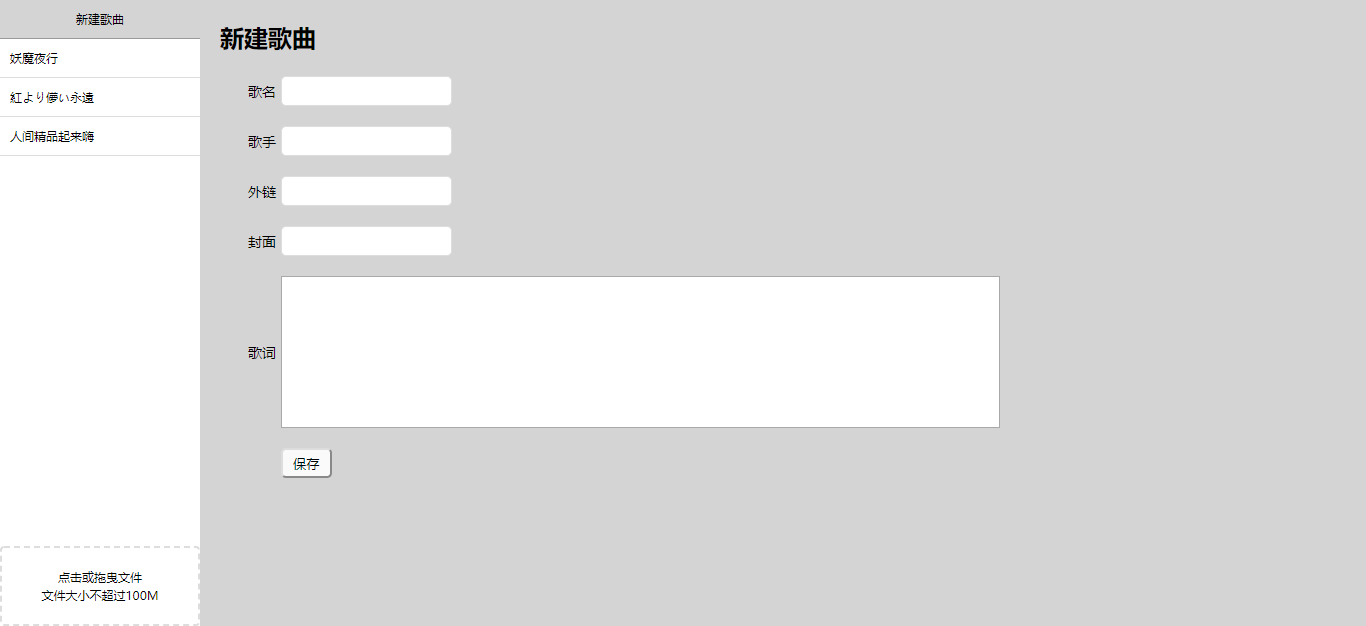 新建歌曲
妖魔夜行
紅より儚い永遠
人间精品起来嗨
点击或拖曳文件
文件大小不超过100M
新建歌曲
歌名
歌手
外链
封面
歌词
保存